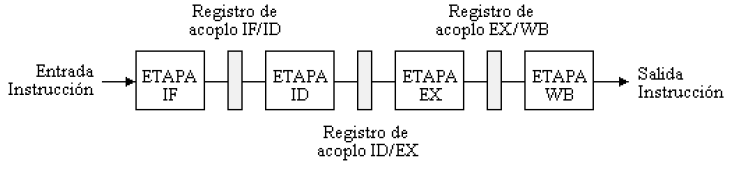 Registro de
acoplo IF/ID
Registro de
acoplo EX/WB
Entrada
Instrucción
ETAPA
IF
ETAPA
ID
ETAPA
EX
ETAPA
WB
Salida
Instrucción
Registro de
acoplo ID/EX